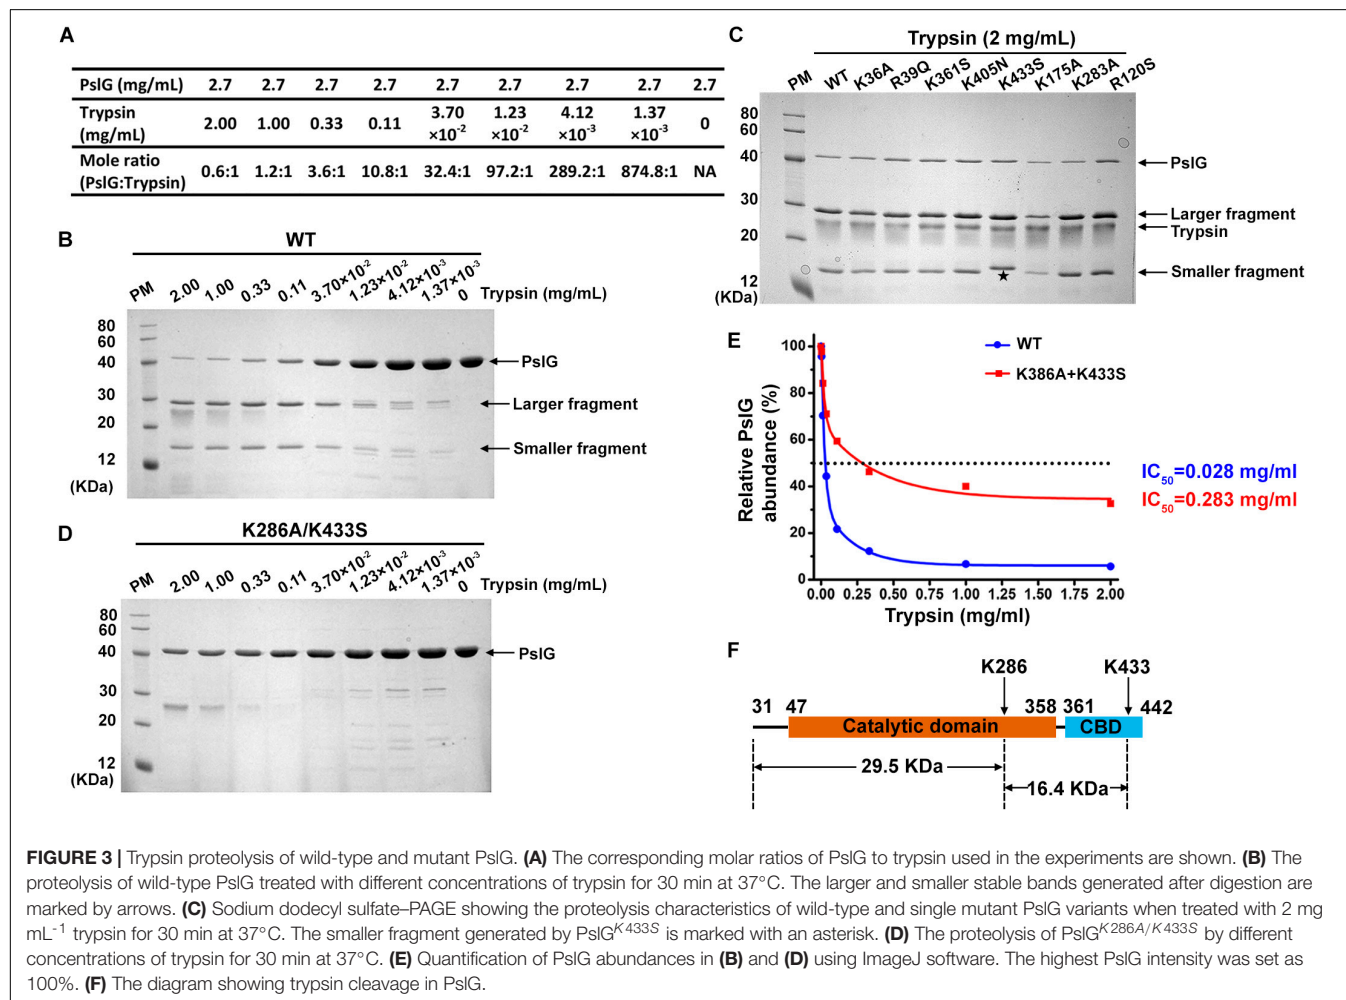 A
PslG (mg/mL) 2.7 2.7 2.7 2.7 2.7 2.7 2.7 2.7 2.7
Trypsin (mg/mL) 2.00 1.00 0.33 0.11 3.70 ×10-2 1.23 ×10-2 4.12 ×10-3 1.37 ×10-3 0
Mole ratio (PslG:Trypsin) 0.6:1 1.2:1 3.6:1 10.8:1 32.4:1 97.2:1 289.2:1 874.8:1 NA
B
WT
PM 2.00 1.00 0.33 0.11 3.70×10-2 1.23×10-2 4.12×10-3 1.37×10-3 0 Trypsin (mg/mL)
80
60
40
30
20
12
(KDa)
PslG
Larger fragment
Smaller fragment
C
Trypsin (2 mg/mL)
PM WT K36A R39Q K361S K405N K433S K175A K283A R120S
80
60
40
30
20
12
(KDa)
PslG
Larger fragment
Trypsin
Smaller fragment
★
D
K286A/K433S
PM 2.00 1.00 0.33 0.11 3.70×10-2 1.23×10-2 4.12×10-3 1.37×10-3 0 Trypsin (mg/mL)
80
60
40
30
20
12
(KDa)
PslG
E
WT
K386A+K433S
Relative PslG
abundance (%)
100
80
60
40
20
0
0.00 0.25 0.50 0.75 1.00 1.25 1.50 1.75 2.00
Trypsin (mg/ml)
IC50=0.028 mg/ml
IC50=0.283 mg/ml
F
K286 K433
31 47 358 361 442
Catalytic domain CBD
29.5 KDa
16.4 KDa
FIGURE 3 | Trypsin proteolysis of wild-type and mutant PslG. (A) The corresponding molar ratios of PslG to trypsin used in the experiments are shown. (B) The
proteolysis of wild-type PslG treated with different concentrations of trypsin for 30 min at 37°C. The larger and smaller stable bands generated after digestion are
marked by arrows. (C) Sodium dodecyl sulfate–PAGE showing the proteolysis characteristics of wild-type and single mutant PslG variants when treated with 2 mg
mL-1 trypsin for 30 min at 37°C. The smaller fragment generated by PslGK433S is marked with an asterisk. (D) The proteolysis of PslGK286A/K433S by different
concentrations of trypsin for 30 min at 37°C. (E) Quantification of PslG abundances in (B) and (D) using ImageJ software. The highest PslG intensity was set as
100%. (F) The diagram showing trypsin cleavage in PslG.